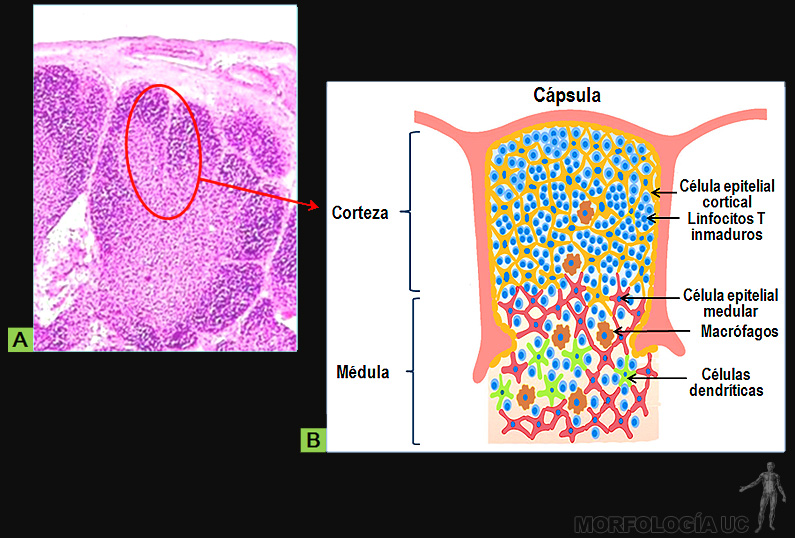 A
Cápsula
Corteza
Célula epitelial
cortical
Linfocitos T
inmaduros
Célula epitelial
medular
Macrófagos
Médula
Células
dendríticas
B
MORFOLOGÍA UC